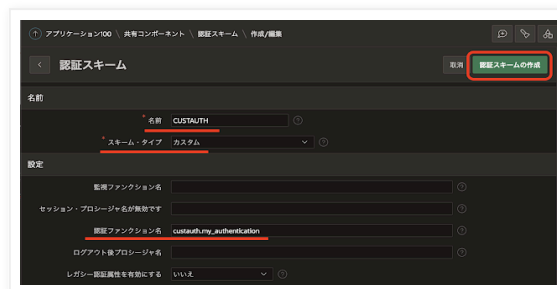 アプリケーション100 \ 共有コンポーネント \ 認証スキーム \ 作成/編集
認証スキーム
取消
認証スキームの作成
名前
* 名前 CUSTAUTH
* スキーム・タイプ カスタム
設定
監視ファンクション名
セッション・プロシージャ名が無効です
認証ファンクション名 custauth.my_authentication
ログアウト後プロシージャ名
レガシー認証属性を有効にする いいえ